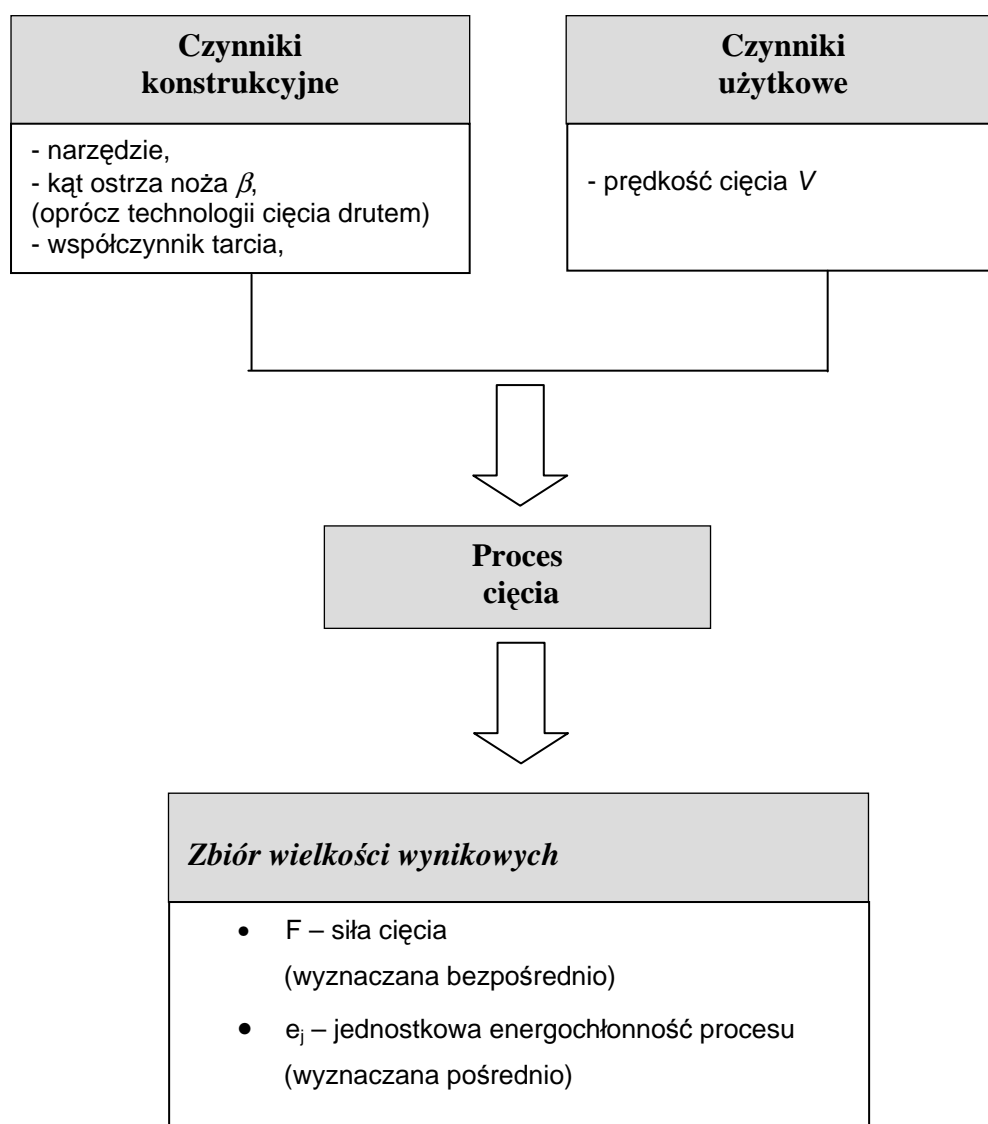 Czynniki
konstrukcyjne
- narzędzie,
- kąt ostrza noża β,
(oprócz technologii cięcia drutem)
- współczynnik tarcia,
Czynniki
użytkowe
- prędkość cięcia V
Proces
cięcia
Zbiór wielkości wynikowych
• F – siła cięcia
(wyznaczana bezpośrednio)
• ej – jednostkowa energochłonność procesu
(wyznaczana pośrednio)